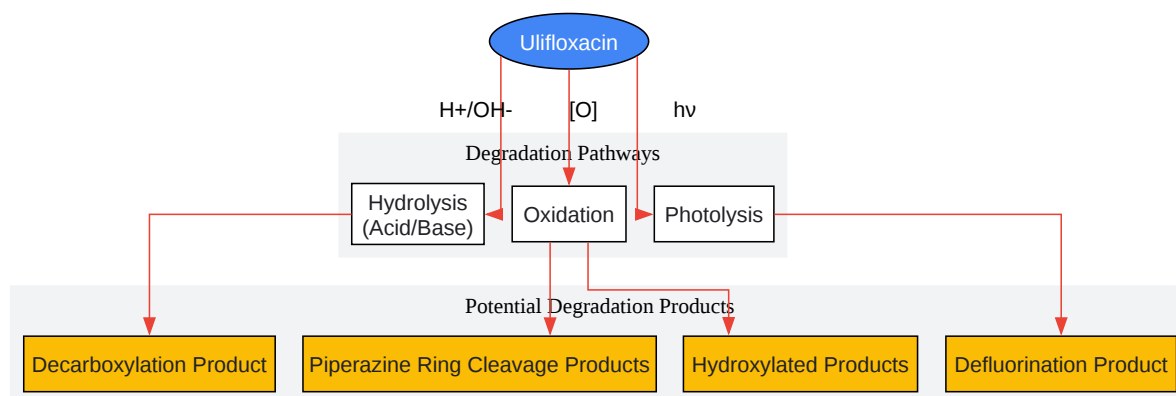 Ulifloxacin
H+/OH-
[O]
hν
Degradation Pathways
Hydrolysis
(Acid/Base)
Oxidation
Photolysis
Potential Degradation Products
Decarboxylation Product
Piperazine Ring Cleavage Products
Hydroxylated Products
Defluorination Product